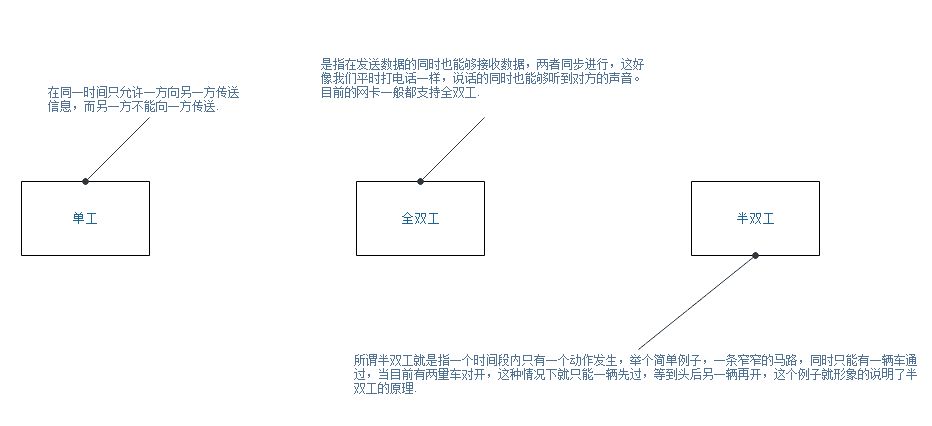 是指在发送数据的同时也能够接收数据，两者同步进行，这好
像我们平时打电话一样，说话的同时也能够听到对方的声音。
目前的网卡一般都支持全双工.
在同一时间只允许一方向另一方传送
信息，而另一方不能向一方传送.
单工
全双工
半双工
所谓半双工就是指一个时间段内只有一个动作发生，举个简单例子，一条窄窄的马路，同时只能有一辆车通
过，当目前有两量车对开，这种情况下就只能一辆先过，等到头后另一辆再开，这个例子就形象的说明了半
双工的原理.